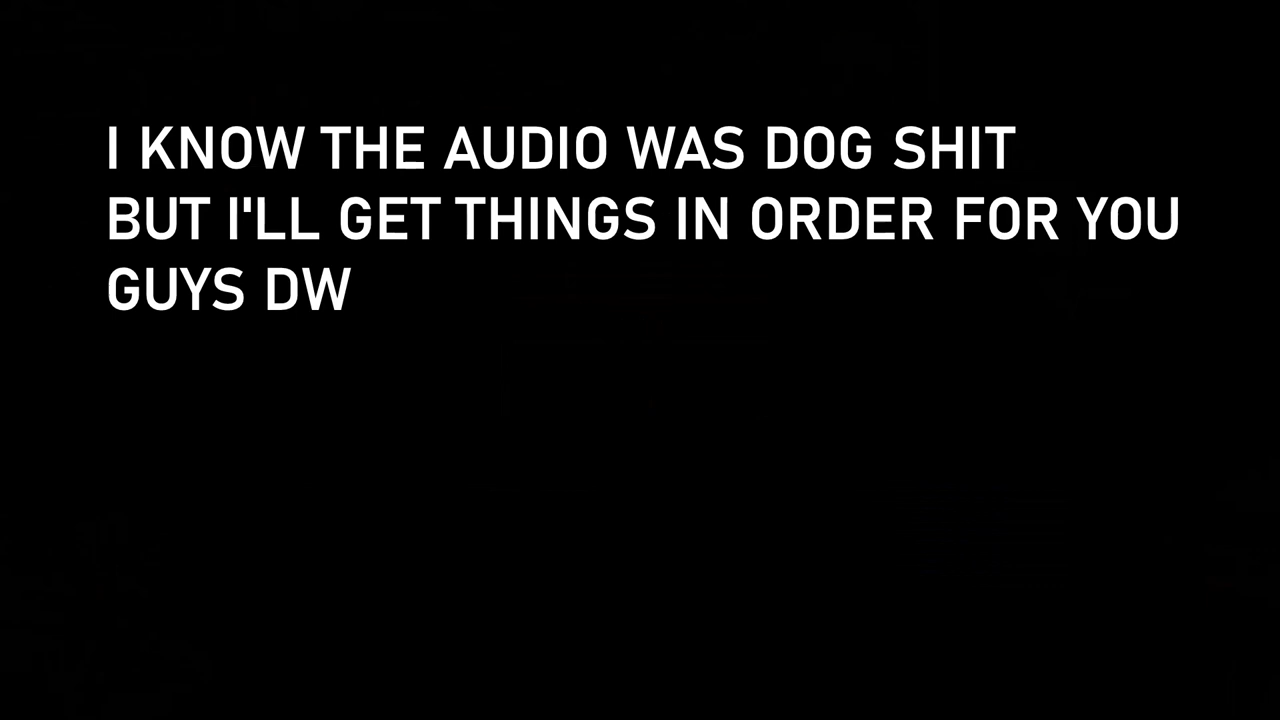 I KNOW THE AUDIO WAS DOG SHIT
BUT I'LL GET THINGS IN ORDER FOR YOU
GUYS DW